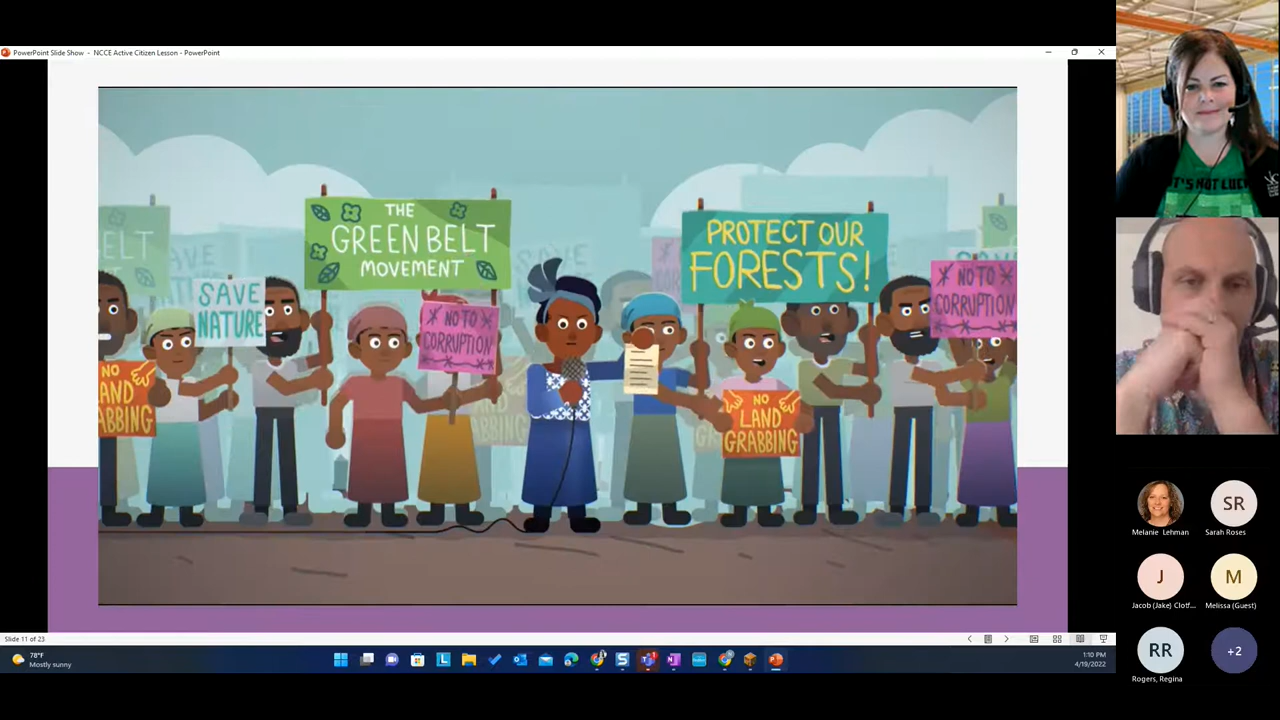 PowerPoint Slide Show - NCCE Active Citizen Lesson - PowerPoint
THE
GREEN BELT
MOVEMENT
PROTECT OUR
FORESTS!
BELT
SAVE
NATURE
NO TO
CORRUPTION
NO TO
CORRUPTION
NO
LAND
GRABBING
NO
LAND
GRABBING
Slide 11 of 23
78°F
Mostly sunny
1:10 PM
4/19/2022
Melanie Lehman
SR
Sarah Roses
J
Jacob (Jake) Clotf...
M
Melissa (Guest)
RR
Rogers, Regina
+2